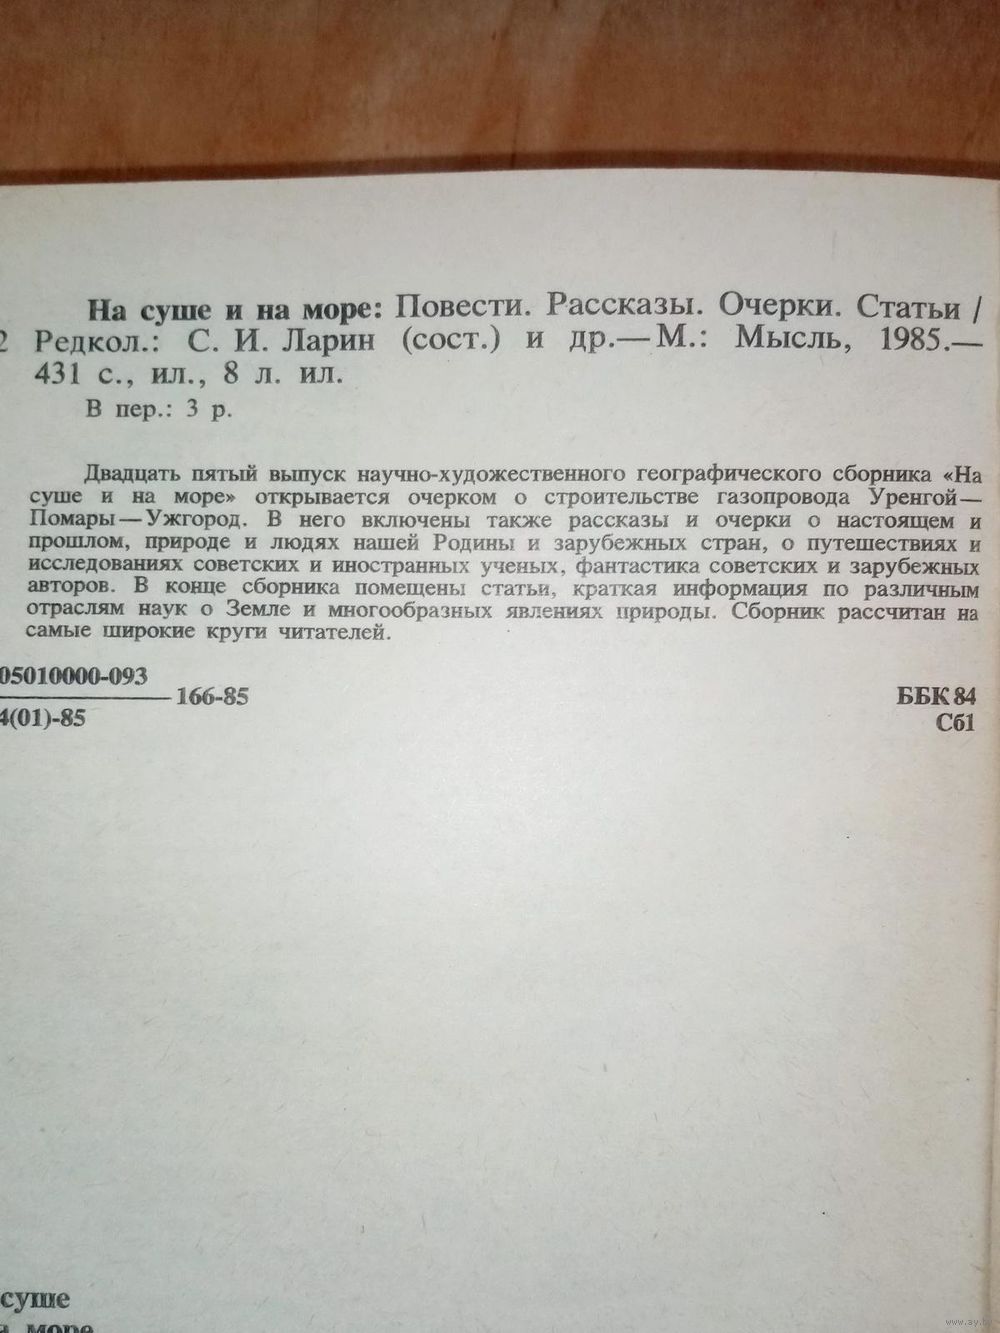 На суше и на море: Повести. Рассказы. Очерки. Статьи /
2 Редкол.: С. И. Ларин (сост.) и др.— М.: Мысль, 1985.—
431 с., ил., 8 л. ил.
В пер.: 3 р.
Двадцать пятый выпуск научно-художественного географического сборника «На
суше и на море» открывается очерком о строительстве газопровода Уренгой—
Помары—Ужгород. В него включены также рассказы и очерки о настоящем и
прошлом, природе и людях нашей Родины и зарубежных стран, о путешествиях и
исследованиях советских и иностранных ученых, фантастика советских и зарубежных
авторов. В конце сборника помещены статьи, краткая информация по различным
отраслям наук о Земле и многообразных явлениях природы. Сборник рассчитан на
самые широкие круги читателей.
05010000-093
166-85
4(01)-85
ББК 84
Сб1
суше
море